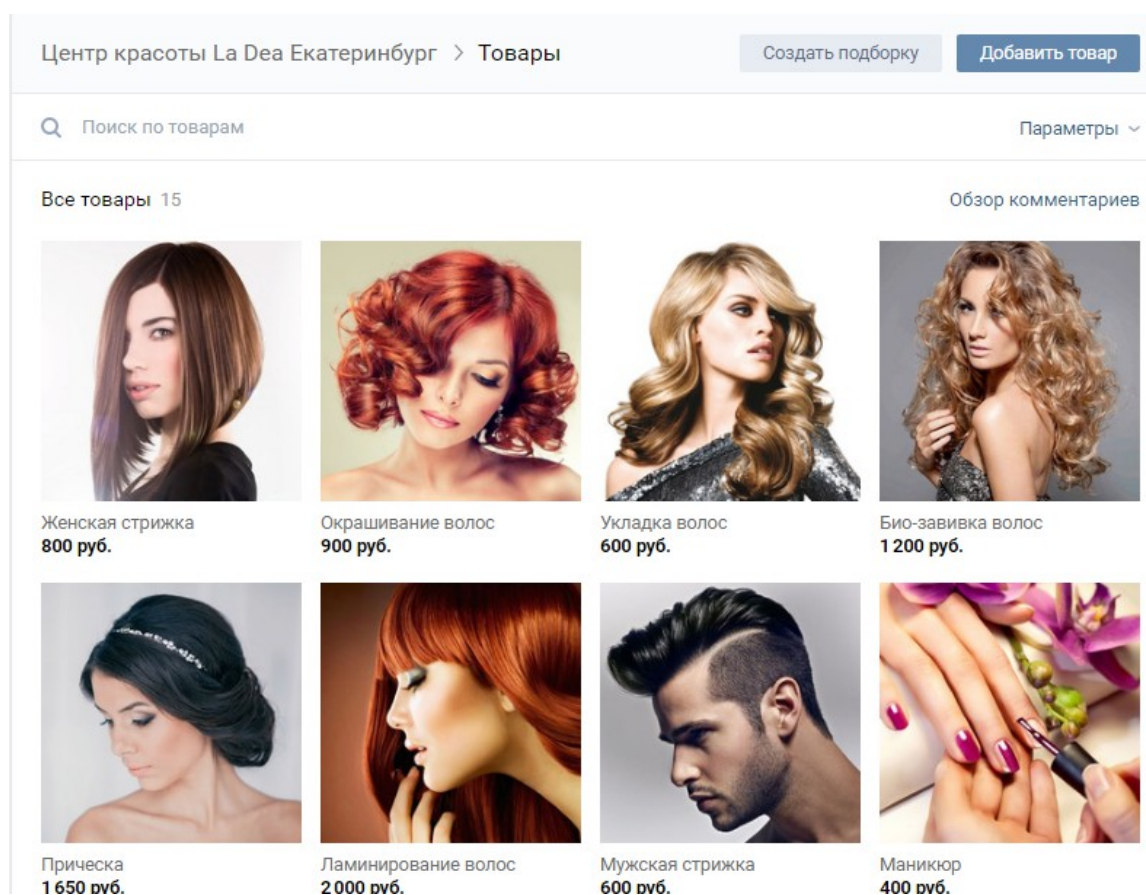 Центр красоты La Dea Екатеринбург > Товары
Создать подборку
Добавить товар
Поиск по товарам
Параметры
Все товары 15
Обзор комментариев
Женская стрижка
800 руб.
Окрашивание волос
900 руб.
Укладка волос
600 руб.
Био-завивка волос
1 200 руб.
Прическа
1 650 руб.
Ламинирование волос
2 000 руб.
Мужская стрижка
600 руб.
Маникюр
400 руб.